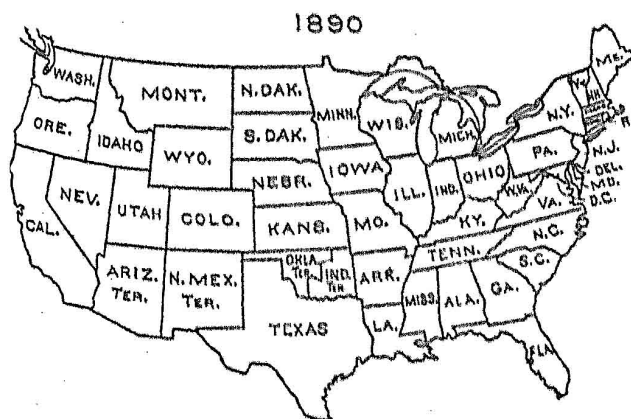 1890
WASH.
MONT.
N.DAK.
MINN.
ME.
ORE.
IDAHO
WYO.
S.DAK.
WIS.
MICH.
N.Y.
N.H.
NEBR.
IOWA
PA.
N.J.
DEL.
MD.
D.C.
NEV.
UTAH
COLO.
KANS.
MO.
ILL.
IND.
OHIO
W.VA.
VA.
KY.
CAL.
ARIZ.
TER.
N.MEX.
TER.
OKLA.
TER.
IND.
TER.
ARK.
TENN.
N.C.
S.C.
TEXAS
LA.
MISS.
ALA.
GA.
FLA.